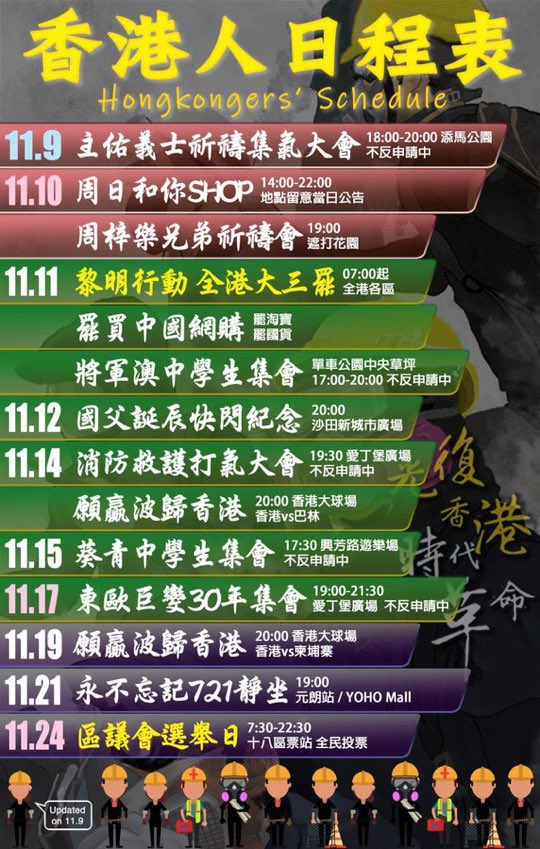 香港人日程表
Hongkongers' Schedule
11.9 主佑義士祈禱集氣大會 18:00-20:00 添馬公園
不反申請中
11.10 周日和你SHOP 14:00-22:00
地點留意當日公告
周梓樂兄弟祈禱會 19:00
遮打花園
11.11 黎明行動 全港大三罷 07:00起
全港各區
罷買中國網購 罷淘寶
罷國貨
將軍澳中學生集會 單車公園中央草坪
17:00-20:00 不反申請中
11.12 國父誕辰快閃紀念 20:00
沙田新城市廣場
11.14 消防救護打氣大會 19:30 愛丁堡廣場
不反申請中
願贏波歸香港 20:00 香港大球場
香港vs巴林
11.15 葵青中學生集會 17:30 興芳路遊樂場
不反申請中
11.17 東歐巨變30年集會 19:00-21:30
愛丁堡廣場 不反申請中
11.19 願贏波歸香港 20:00 香港大球場
香港vs柬埔寨
11.21 永不忘記721靜坐 19:00
元朗站 / YOHO Mall
11.24 區議會選舉日 7:30-22:30
十八區票站 全民投票
光復
香港
時代
革命
Updated
on 11.9